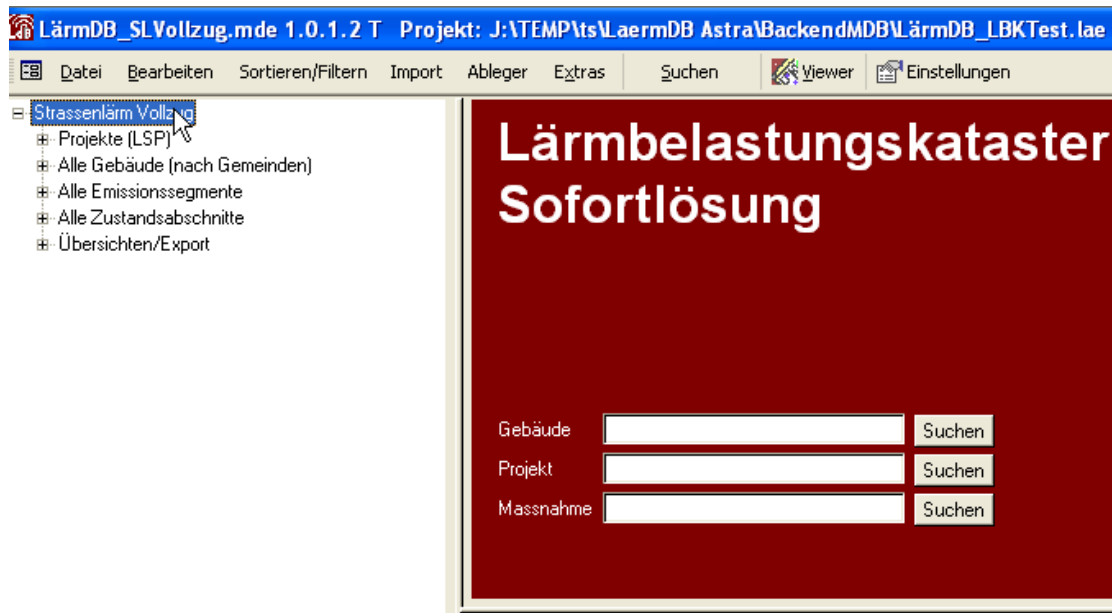 LärmDB_SLVollzug.mde 1.0.1.2 T Projekt: J:\TEMP\ts\LaermDB Astra\BackendMDB\LärmDB_LBKTest.lae
Datei Bearbeiten Sortieren/Filtern Import Ableger Extras Suchen Viewer Einstellungen
Strassenlärm Vollzug
Projekte (LSP)
Alle Gebäude (nach Gemeinden)
Alle Emissionssegmente
Alle Zustandsabschnitte
Übersichten/Export
Lärmbelastungskataster
Sofortlösung
Gebäude Suchen
Projekt Suchen
Massnahme Suchen